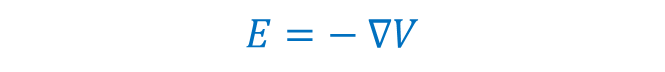 E = − ∇V